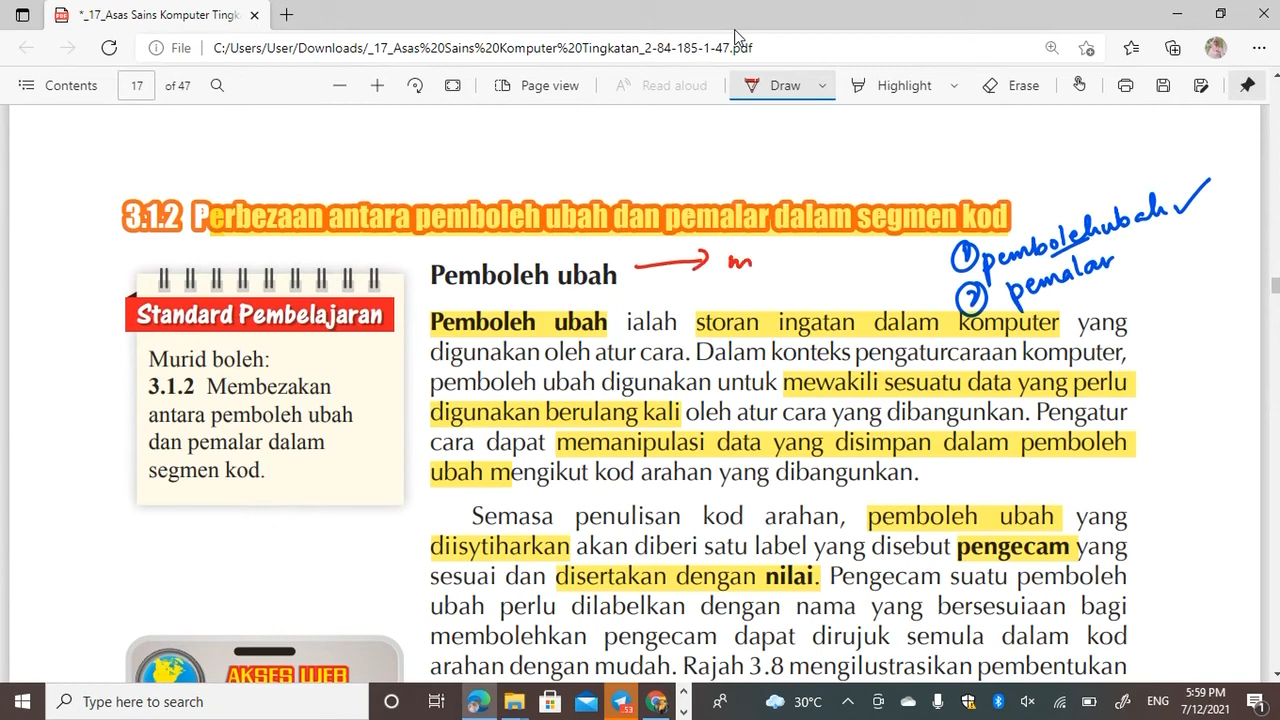 *_17_Asas Sains Komputer Tingk
File C:/Users/User/Downloads/_17_Asas%20Sains%20Komputer%20Tingkatan_2-84-185-1-47.pdf
Contents 17 of 47 Page view Read aloud Draw Highlight Erase
3.1.2 Perbezaan antara pemboleh ubah dan pemalar dalam segmen kod
① pembolehubah ✓
② pemalar
Standard Pembelajaran
Murid boleh:
3.1.2 Membezakan
antara pemboleh ubah
dan pemalar dalam
segmen kod.
Pemboleh ubah → m
Pemboleh ubah ialah storan ingatan dalam komputer yang
digunakan oleh atur cara. Dalam konteks pengaturcaraan komputer,
pemboleh ubah digunakan untuk mewakili sesuatu data yang perlu
digunakan berulang kali oleh atur cara yang dibangunkan. Pengatur
cara dapat memanipulasi data yang disimpan dalam pemboleh
ubah mengikut kod arahan yang dibangunkan.
Semasa penulisan kod arahan, pemboleh ubah yang
diisytiharkan akan diberi satu label yang disebut pengecam yang
sesuai dan disertakan dengan nilai. Pengecam suatu pemboleh
ubah perlu dilabelkan dengan nama yang bersesuaian bagi
membolehkan pengecam dapat dirujuk semula dalam kod
arahan dengan mudah. Rajah 3.8 mengilustrasikan pembentukan
AKSES WEB
Type here to search 53 30°C ENG 5:59 PM
7/12/2021 1